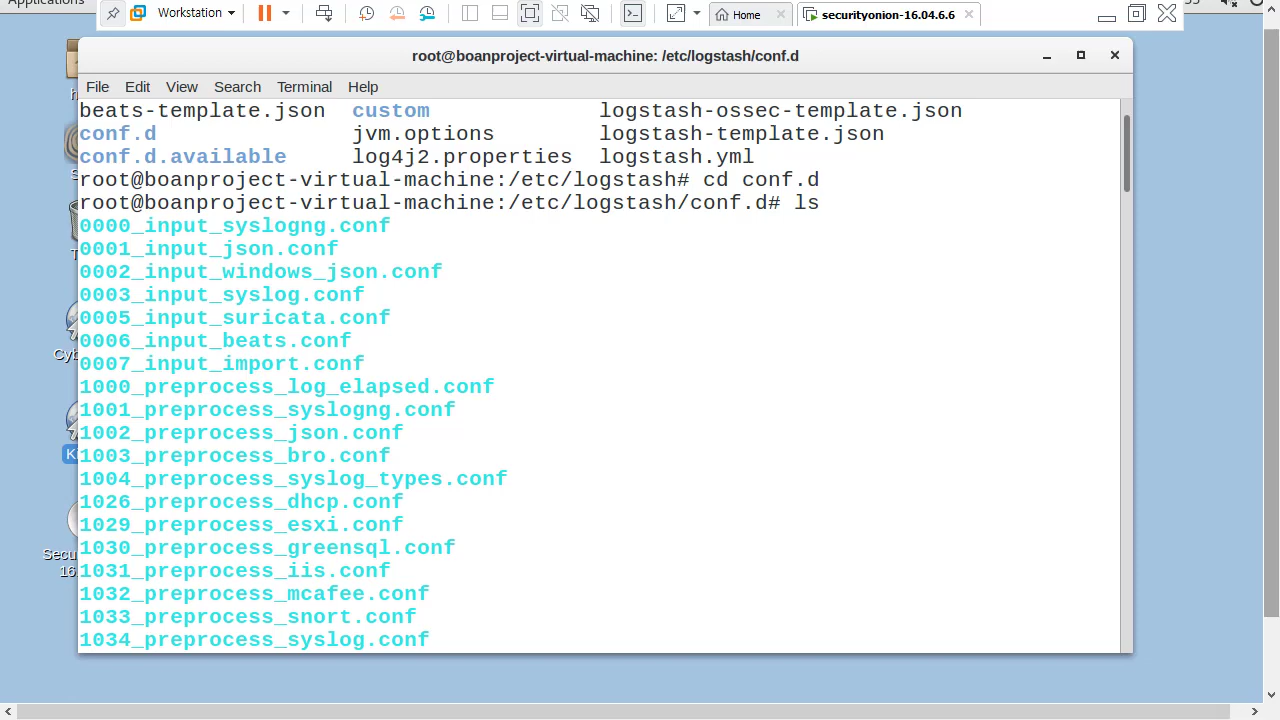 Applications
Workstation
Home
securityonion-16.04.6.6
root@boanproject-virtual-machine: /etc/logstash/conf.d
File Edit View Search Terminal Help
beats-template.json custom logstash-ossec-template.json
conf.d jvm.options logstash-template.json
conf.d.available log4j2.properties logstash.yml
root@boanproject-virtual-machine:/etc/logstash# cd conf.d
root@boanproject-virtual-machine:/etc/logstash/conf.d# ls
0000_input_syslogng.conf
0001_input_json.conf
0002_input_windows_json.conf
0003_input_syslog.conf
0005_input_suricata.conf
0006_input_beats.conf
0007_input_import.conf
1000_preprocess_log_elapsed.conf
1001_preprocess_syslogng.conf
1002_preprocess_json.conf
1003_preprocess_bro.conf
1004_preprocess_syslog_types.conf
1026_preprocess_dhcp.conf
1029_preprocess_esxi.conf
1030_preprocess_greensql.conf
1031_preprocess_iis.conf
1032_preprocess_mcafee.conf
1033_preprocess_snort.conf
1034_preprocess_syslog.conf
Cyb
Secu
16.